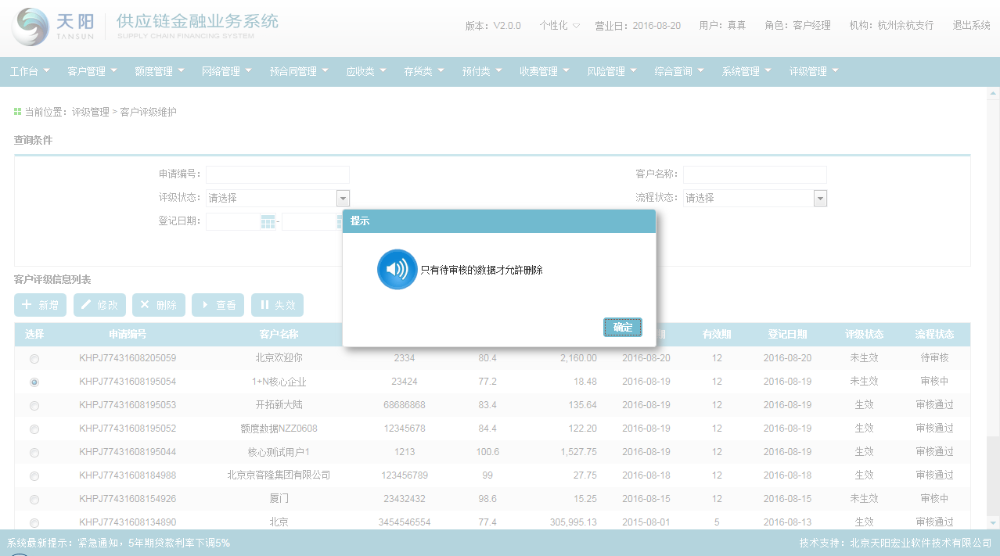 天阳 TANSUN 供应链金融业务系统 SUPPLY CHAIN FINANCING SYSTEM
版本：V2.0.0 个性化 营业日：2016-08-20 用户：真真 角色：客户经理 机构：杭州余杭支行 退出系统
工作台 客户管理 额度管理 网络管理 预合同管理 应收类 存货类 预付类 收费管理 风险管理 综合查询 系统管理 评级管理
当前位置：评级管理 > 客户评级维护
查询条件
申请编号： 客户名称：
评级状态：请选择 流程状态：请选择
登记日期： -
提示
只有待审核的数据才允許删除
确定
客户评级信息列表
新增 修改 删除 查看 失效
选择 申请编号 客户名称 期 有效期 登记日期 评级状态 流程状态
KHPJ77431608205059 北京欢迎你 2334 80.4 2,160.00 2016-08-20 12 2016-08-20 未生效 待审核
KHPJ77431608195054 1+N核心企业 23424 77.2 18.48 2016-08-19 12 2016-08-19 未生效 审核中
KHPJ77431608195053 开拓新大陆 68686868 83.4 135.64 2016-08-19 12 2016-08-19 生效 审核通过
KHPJ77431608195052 额度数据NZZ0608 12345678 84.4 122.20 2016-08-19 12 2016-08-19 生效 审核通过
KHPJ77431608195044 核心测试用户1 1213 100.6 1,527.75 2016-08-19 12 2016-08-19 生效 审核通过
KHPJ77431608184988 北京京客隆集团有限公司 123456789 99 27.75 2016-08-18 12 2016-08-18 生效 审核通过
KHPJ77431608154926 厦门 23432432 98.6 15.25 2016-08-15 12 2016-08-15 未生效 审核中
KHPJ77431608134890 北京 3454546554 77.4 305,995.13 2015-08-01 5 2016-08-13 生效 审核通过
系统最新提示：紧急通知，5年期贷款利率下调5% 技术支持：北京天阳宏业软件技术有限公司